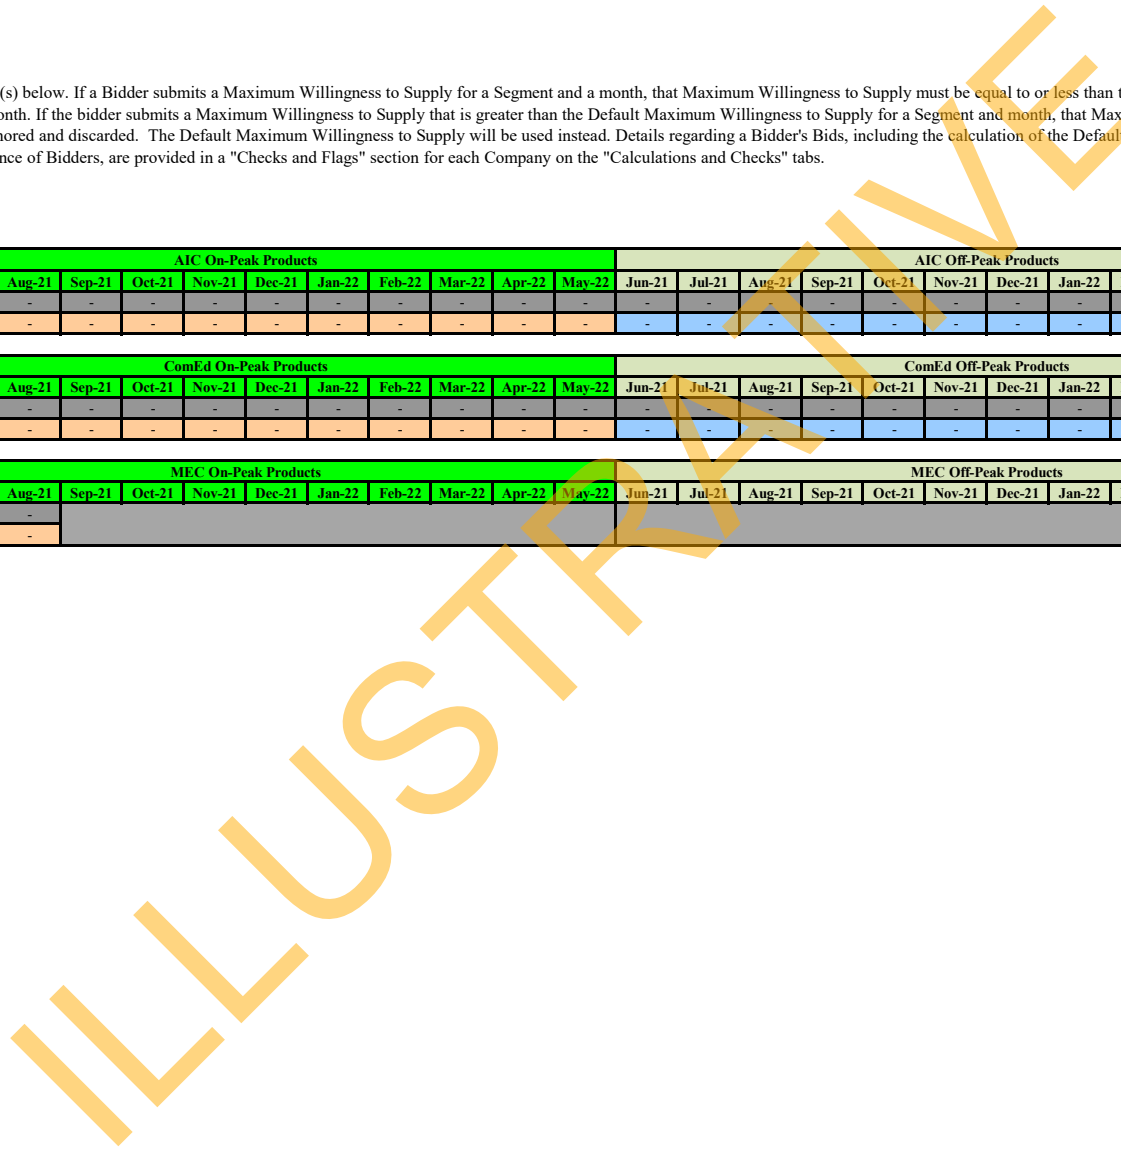 (s) below. If a Bidder submits a Maximum Willingness to Supply for a Segment and a month, that Maximum Willingness to Supply must be equal to or less than
onth. If the bidder submits a Maximum Willingness to Supply that is greater than the Default Maximum Willingness to Supply for a Segment and month, that Max
nored and discarded. The Default Maximum Willingness to Supply will be used instead. Details regarding a Bidder's Bids, including the calculation of the Defaul
nce of Bidders, are provided in a "Checks and Flags" section for each Company on the "Calculations and Checks" tabs.
AIC On-Peak Products AIC Off-Peak Products
Aug-21 Sep-21 Oct-21 Nov-21 Dec-21 Jan-22 Feb-22 Mar-22 Apr-22 May-22 Jun-21 Jul-21 Aug-21 Sep-21 Oct-21 Nov-21 Dec-21 Jan-22
- - - - - - - - - - - - - - - - - -
- - - - - - - - - - - - - - - - - -
ComEd On-Peak Products ComEd Off-Peak Products
Aug-21 Sep-21 Oct-21 Nov-21 Dec-21 Jan-22 Feb-22 Mar-22 Apr-22 May-22 Jun-21 Jul-21 Aug-21 Sep-21 Oct-21 Nov-21 Dec-21 Jan-22
- - - - - - - - - - - - - - - - - -
- - - - - - - - - - - - - - - - - -
MEC On-Peak Products MEC Off-Peak Products
Aug-21 Sep-21 Oct-21 Nov-21 Dec-21 Jan-22 Feb-22 Mar-22 Apr-22 May-22 Jun-21 Jul-21 Aug-21 Sep-21 Oct-21 Nov-21 Dec-21 Jan-22
-
-
ILLUSTRATIVE